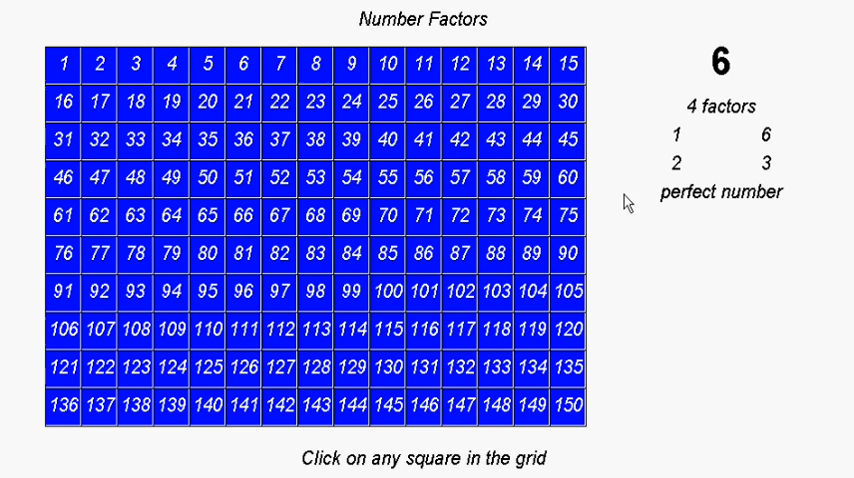 Number Factors
1 2 3 4 5 6 7 8 9 10 11 12 13 14 15
16 17 18 19 20 21 22 23 24 25 26 27 28 29 30
31 32 33 34 35 36 37 38 39 40 41 42 43 44 45
46 47 48 49 50 51 52 53 54 55 56 57 58 59 60
61 62 63 64 65 66 67 68 69 70 71 72 73 74 75
76 77 78 79 80 81 82 83 84 85 86 87 88 89 90
91 92 93 94 95 96 97 98 99 100 101 102 103 104 105
106 107 108 109 110 111 112 113 114 115 116 117 118 119 120
121 122 123 124 125 126 127 128 129 130 131 132 133 134 135
136 137 138 139 140 141 142 143 144 145 146 147 148 149 150
Click on any square in the grid
6
4 factors
1 6
2 3
perfect number